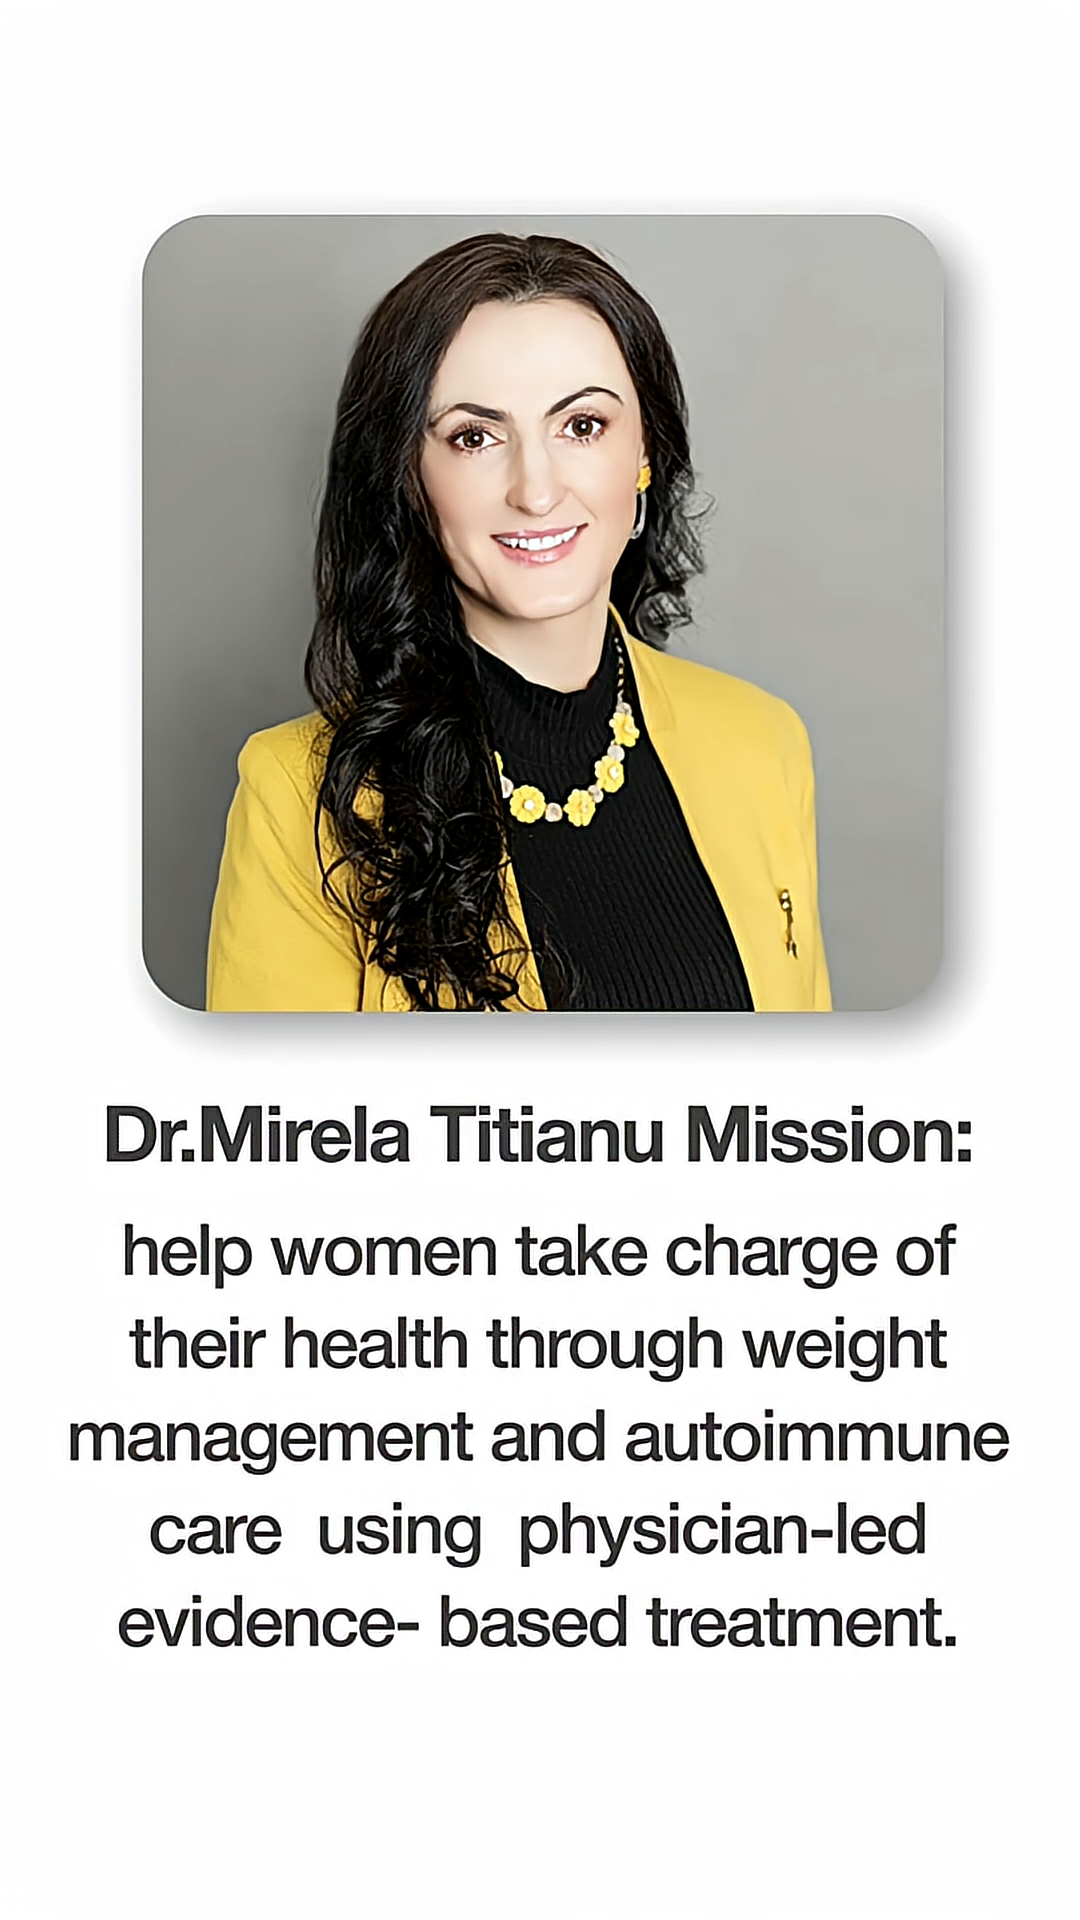 Dr.Mirela Titianu Mission:
help women take charge of
their health through weight
management and autoimmune
care using physician-led
evidence- based treatment.